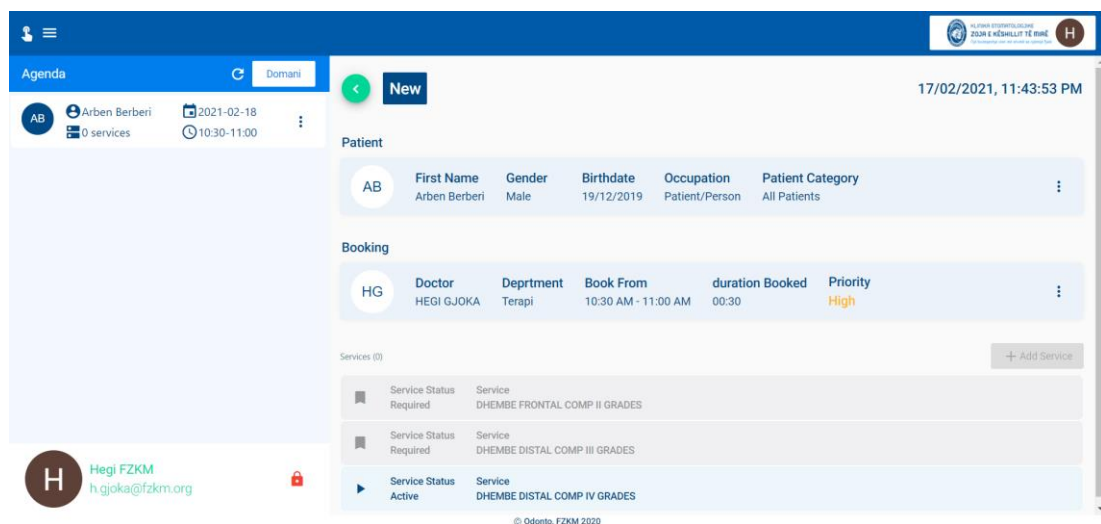 KLINIKA STOMATOLOGJIKE
ZOJA E KËSHILLIT TË MIRË
H
Agenda
Domani
AB
Arben Berberi
2021-02-18
0 services
10:30-11:00
New
17/02/2021, 11:43:53 PM
Patient
AB
First Name Gender Birthdate Occupation Patient Category
Arben Berberi Male 19/12/2019 Patient/Person All Patients
Booking
HG
Doctor Deprtment Book From duration Booked Priority
HEGI GJOKA Terapi 10:30 AM - 11:00 AM 00:30 High
Services (0)
+ Add Service
Service Status Service
Required DHEMBE FRONTAL COMP II GRADES
Service Status Service
Required DHEMBE DISTAL COMP III GRADES
Service Status Service
Active DHEMBE DISTAL COMP IV GRADES
H
Hegi FZKM
h.gjoka@fzkm.org
© Odonto, FZKM 2020